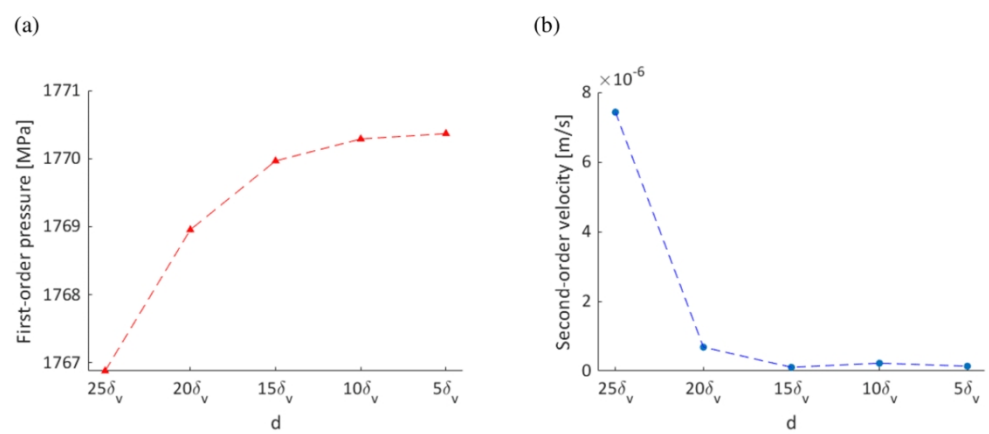 (a)
First-order pressure [MPa]
1771
1770
1769
1768
1767
25δv 20δv 15δv 10δv 5δv
d
(b)
Second-order velocity [m/s]
×10-6
8
6
4
2
0
25δv 20δv 15δv 10δv 5δv
d